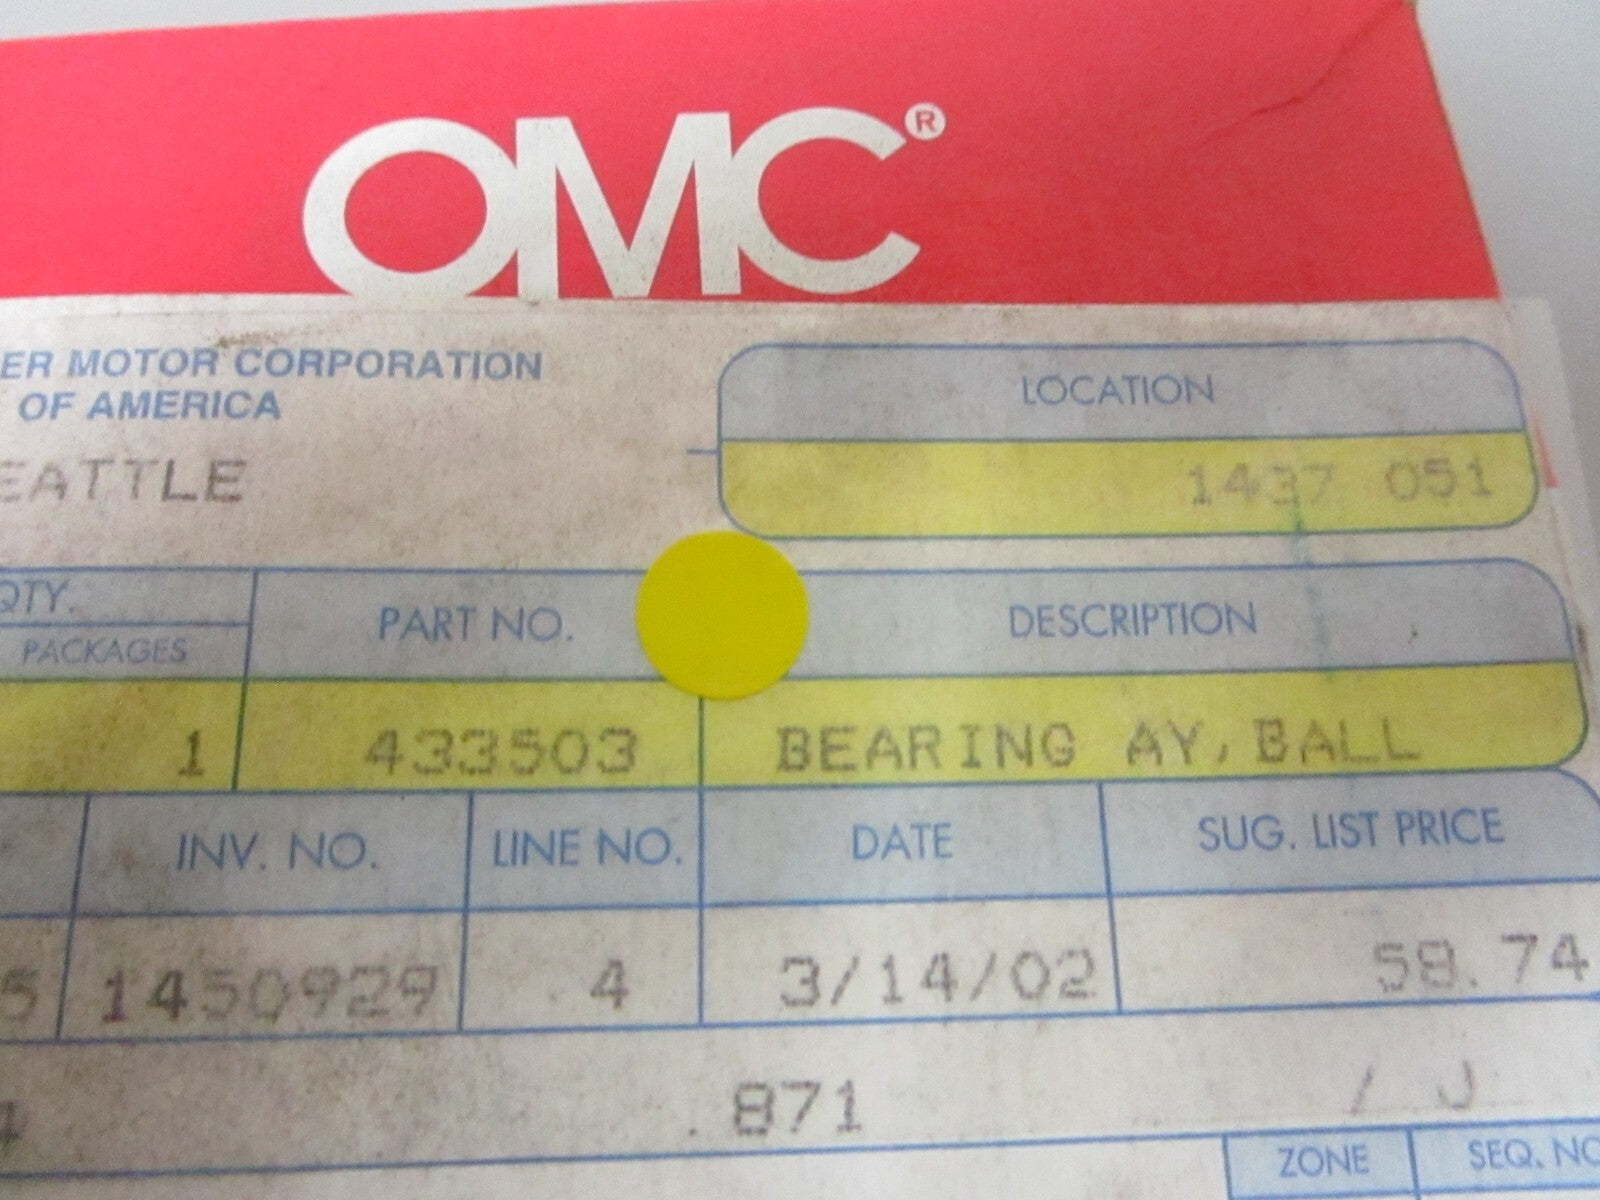 OMC®
ER MOTOR CORPORATION
OF AMERICA
LOCATION
EATTLE
1437 051
QTY.
PACKAGES
PART NO.
DESCRIPTION
1 433503 BEARING AY, BALL
INV. NO. LINE NO. DATE SUG. LIST PRICE
5 1450929 4 3/14/02 58.74
4 .871 / J
ZONE SEQ. NO